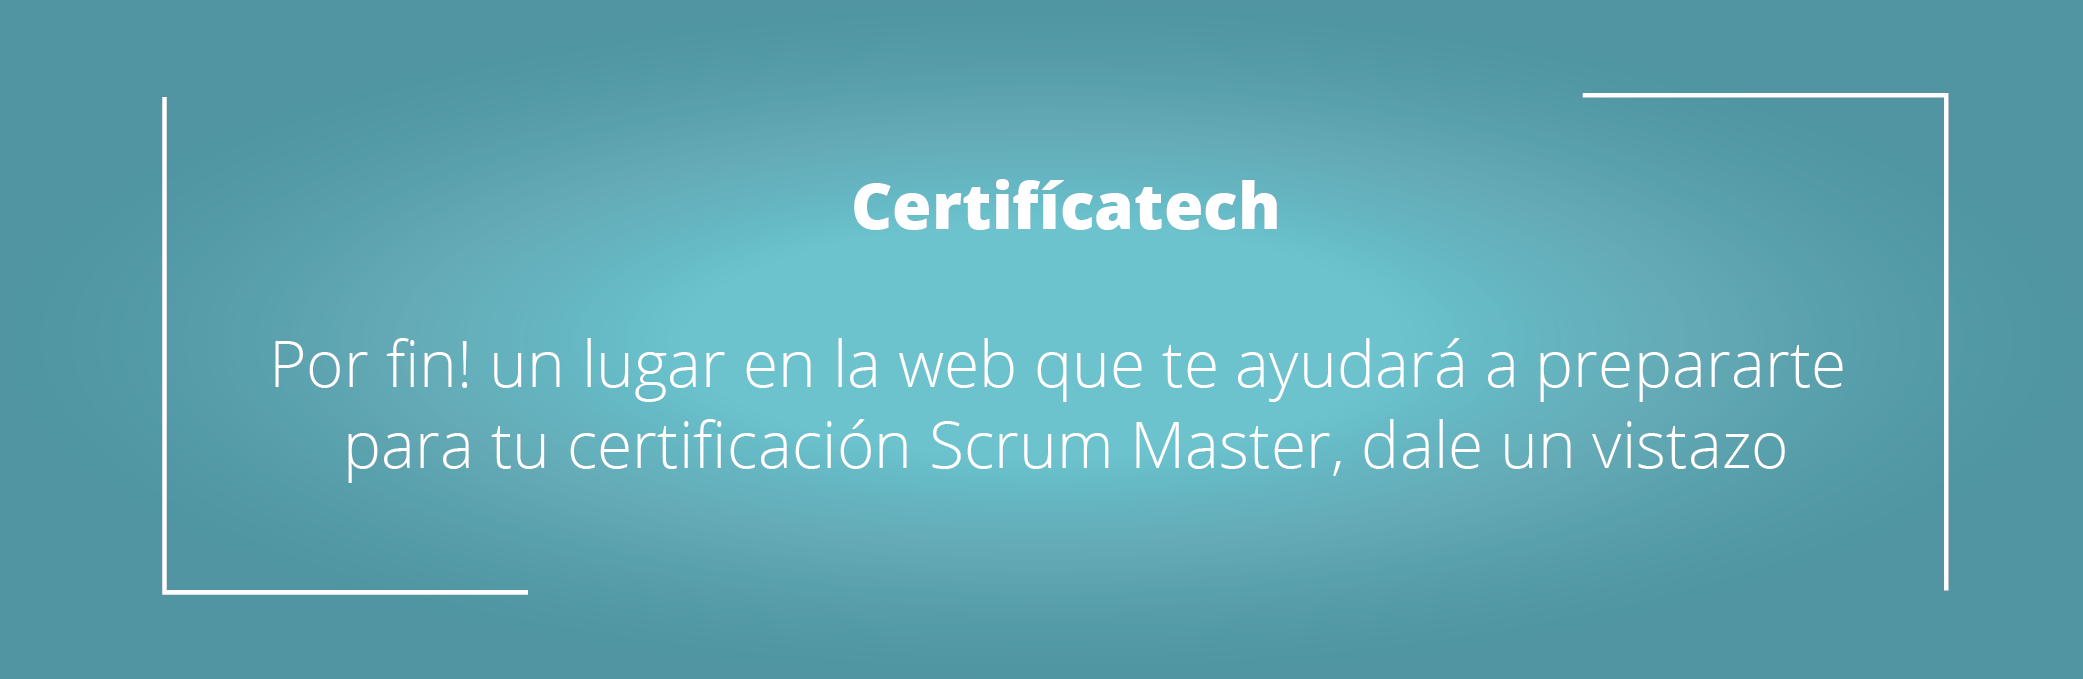 Certifícatech
Por fin! un lugar en la web que te ayudará a prepararte
para tu certificación Scrum Master, dale un vistazo